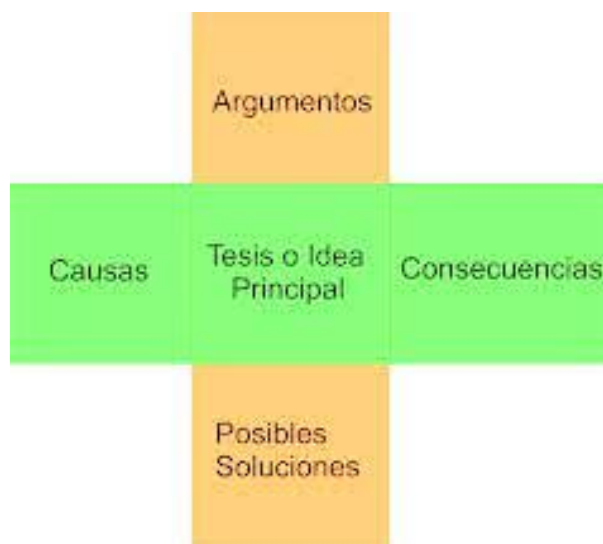 Argumentos
Causas
Tesis o Idea
Principal
Consecuencias
Posibles
Soluciones